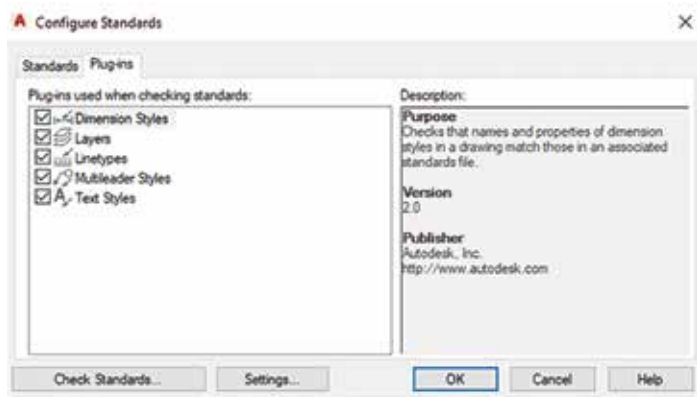 A Configure Standards
Standards Plug-ins
Plug-ins used when checking standards:
Dimension Styles
Layers
Linetypes
Multileader Styles
A Text Styles
Description:
Purpose
Checks that names and properties of dimension
styles in a drawing match those in an associated
standards file.
Version
2.0
Publisher
Autodesk, Inc.
http://www.autodesk.com
Check Standards... Settings... OK Cancel Help